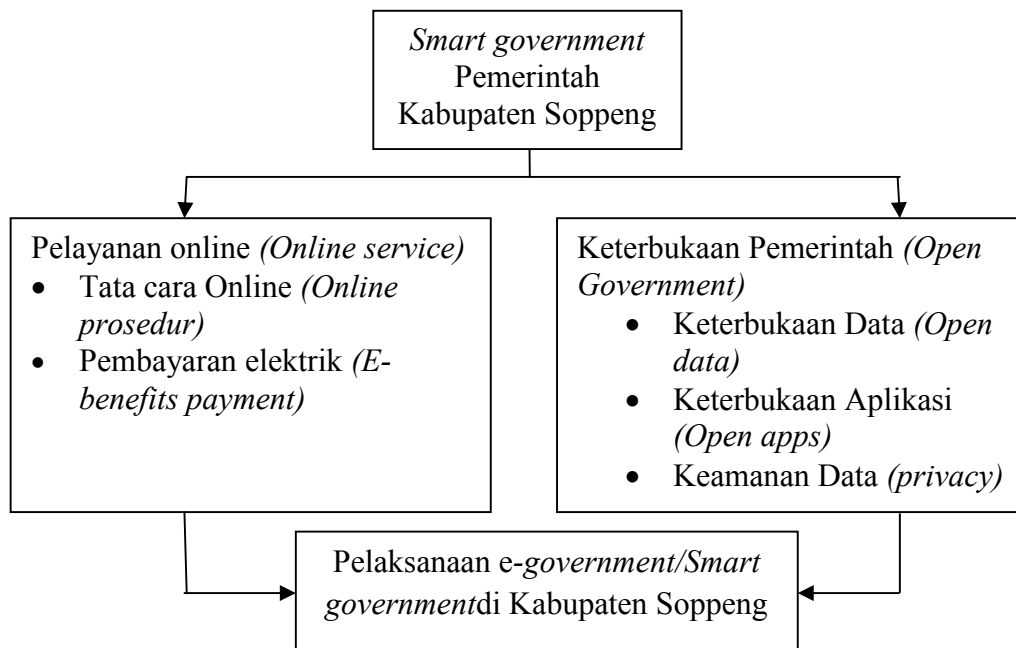 Smart government
Pemerintah
Kabupaten Soppeng
Pelayanan online (Online service)
• Tata cara Online (Online
prosedur)
• Pembayaran elektrik (E-
benefits payment)
Keterbukaan Pemerintah (Open
Government)
• Keterbukaan Data (Open
data)
• Keterbukaan Aplikasi
(Open apps)
• Keamanan Data (privacy)
Pelaksanaan e-government/Smart
governmentdi Kabupaten Soppeng